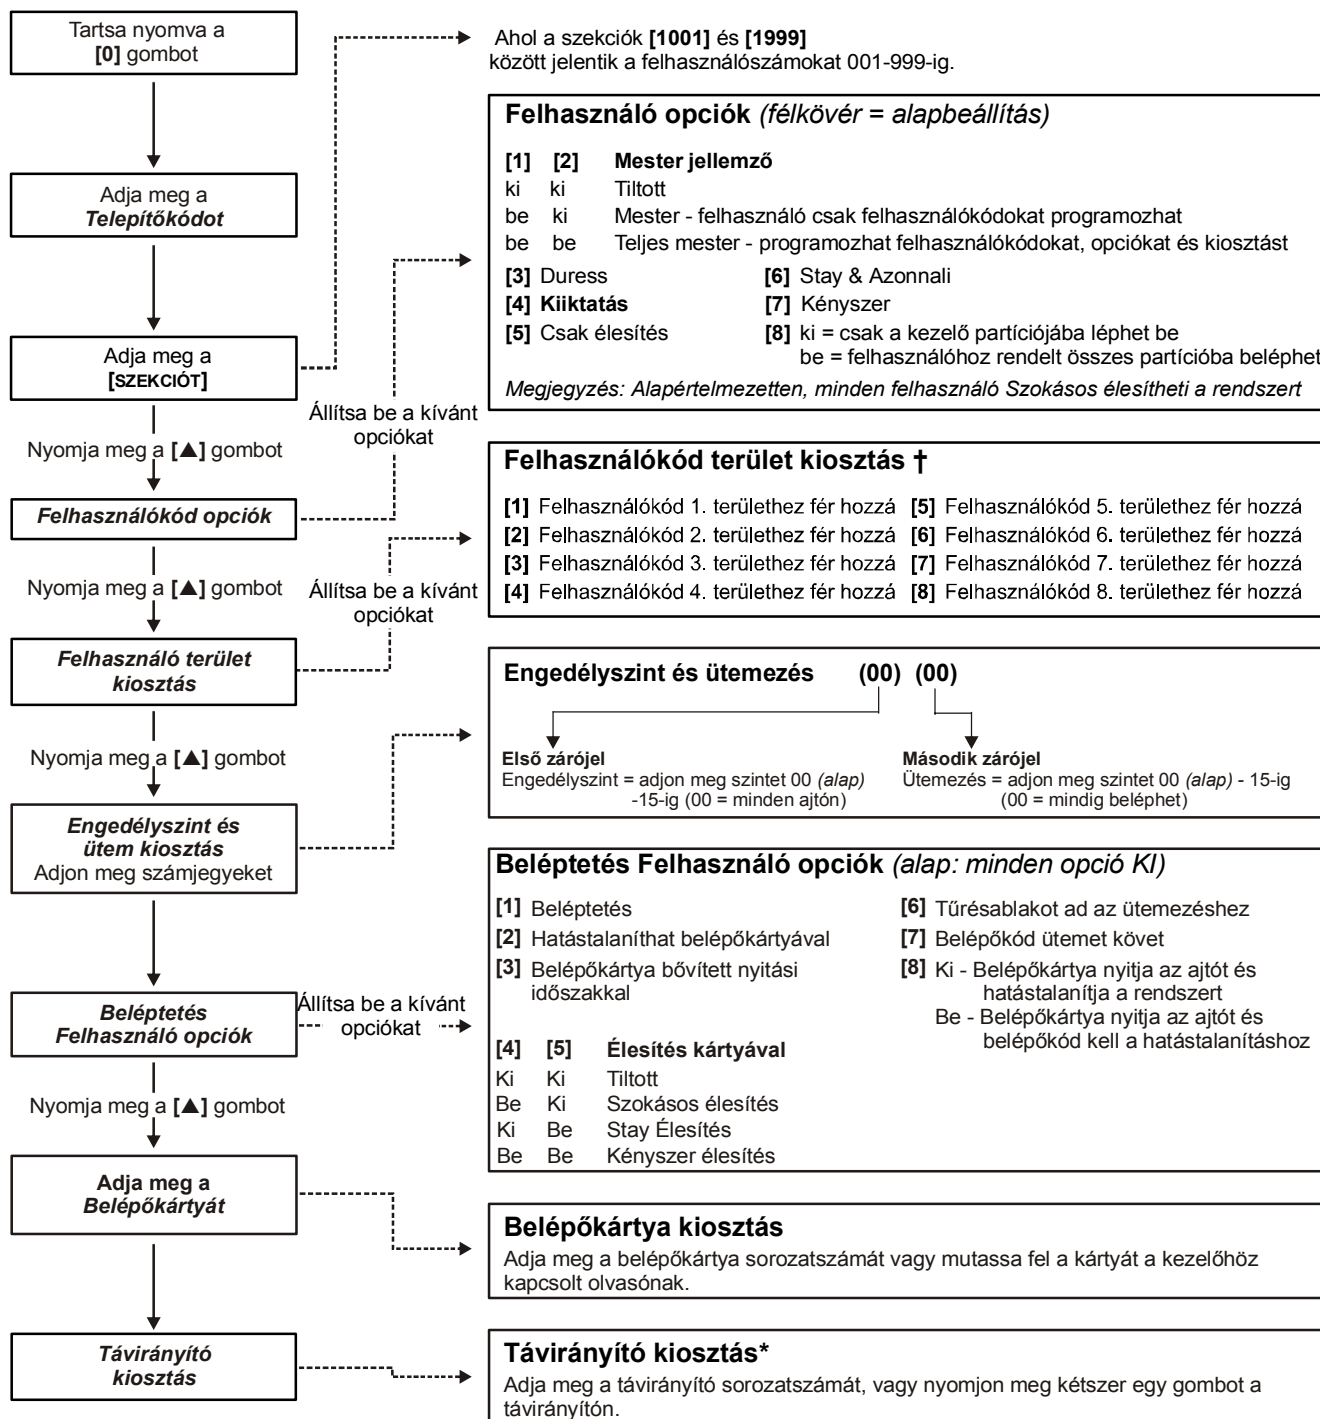 Tartsa nyomva a
[0] gombot
Ahol a szekciók [1001] és [1999]
között jelentik a felhasználószámokat 001-999-ig.
Adja meg a
Telepítőkódot
Adja meg a
[SZEKCIÓT]
Nyomja meg a [▲] gombot
Felhasználókód opciók
Állítsa be a kívánt
opciókat
Nyomja meg a [▲] gombot
Felhasználó terület
kiosztás
Állítsa be a kívánt
opciókat
Nyomja meg a [▲] gombot
Engedélyszint és
ütem kiosztás
Adjon meg számjegyeket
Beléptetés
Felhasználó opciók
Állítsa be a kívánt
opciókat
Nyomja meg a [▲] gombot
Adja meg a
Belépőkártyát
Távirányító
kiosztás
Felhasználó opciók (félkövér = alapbeállítás)
[1] [2] Mester jellemző
ki ki Tiltott
be ki Mester - felhasználó csak felhasználókódokat programozhat
be be Teljes mester - programozhat felhasználókódokat, opciókat és kiosztást
[3] Duress [6] Stay & Azonnali
[4] Kiiktatás [7] Kényszer
[5] Csak élesítés [8] ki = csak a kezelő partíciójába léphet be
be = felhasználóhoz rendelt összes partícióba beléphet
Megjegyzés: Alapértelmezetten, minden felhasználó Szokásos élesítheti a rendszert
Felhasználókód terület kiosztás †
[1] Felhasználókód 1. területhez fér hozzá [5] Felhasználókód 5. területhez fér hozzá
[2] Felhasználókód 2. területhez fér hozzá [6] Felhasználókód 6. területhez fér hozzá
[3] Felhasználókód 3. területhez fér hozzá [7] Felhasználókód 7. területhez fér hozzá
[4] Felhasználókód 4. területhez fér hozzá [8] Felhasználókód 8. területhez fér hozzá
Engedélyszint és ütemezés (00) (00)
Első zárójel
Engedélyszint = adjon meg szintet 00 (alap)
-15-ig (00 = minden ajtón)
Második zárójel
Ütemezés = adjon meg szintet 00 (alap) - 15-ig
(00 = mindig beléphet)
Beléptetés Felhasználó opciók (alap: minden opció KI)
[1] Beléptetés
[2] Hatástalaníthat belépőkártyával
[3] Belépőkártya bővített nyitási
időszakkal
[4] [5] Élesítés kártyával
Ki Ki Tiltott
Be Ki Szokásos élesítés
Ki Be Stay Élesítés
Be Be Kényszer élesítés
[6] Tűrésablakot ad az ütemezéshez
[7] Belépőkód ütemet követ
[8] Ki - Belépőkártya nyitja az ajtót és
hatástalanítja a rendszert
Be - Belépőkártya nyitja az ajtót és
belépőkód kell a hatástalanításhoz
Belépőkártya kiosztás
Adja meg a belépőkártya sorozatszámát vagy mutassa fel a kártyát a kezelőhöz
kapcsolt olvasónak.
Távirányító kiosztás*
Adja meg a távirányító sorozatszámát, vagy nyomjon meg kétszer egy gombot a
távirányítón.